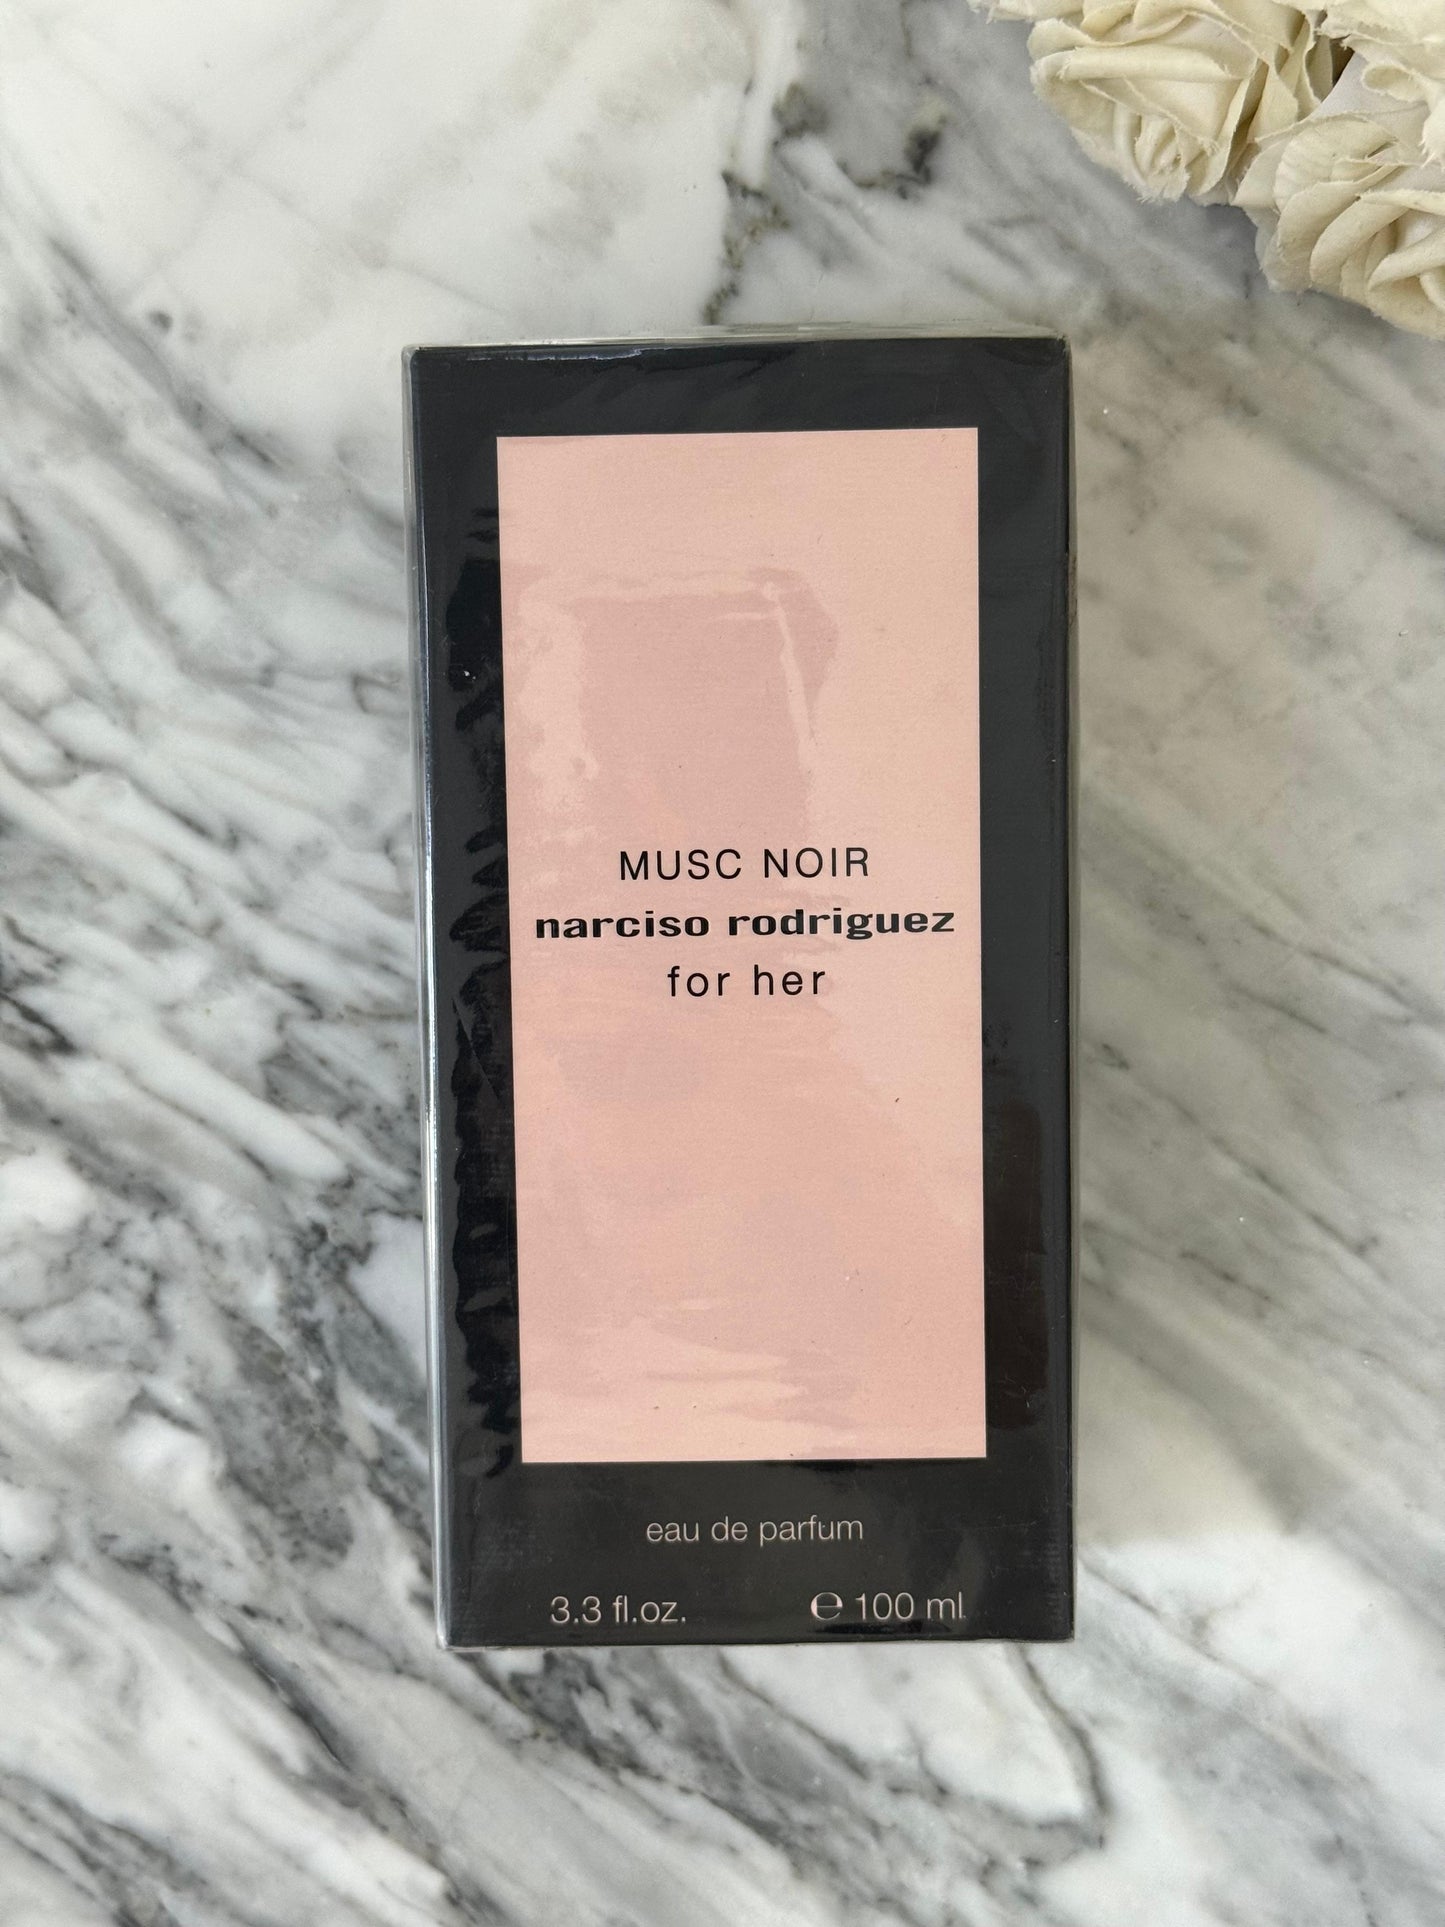 MUSC NOIR
narciso rodriguez
for her
eau de parfum
3.3 fl.oz. ℮ 100 ml